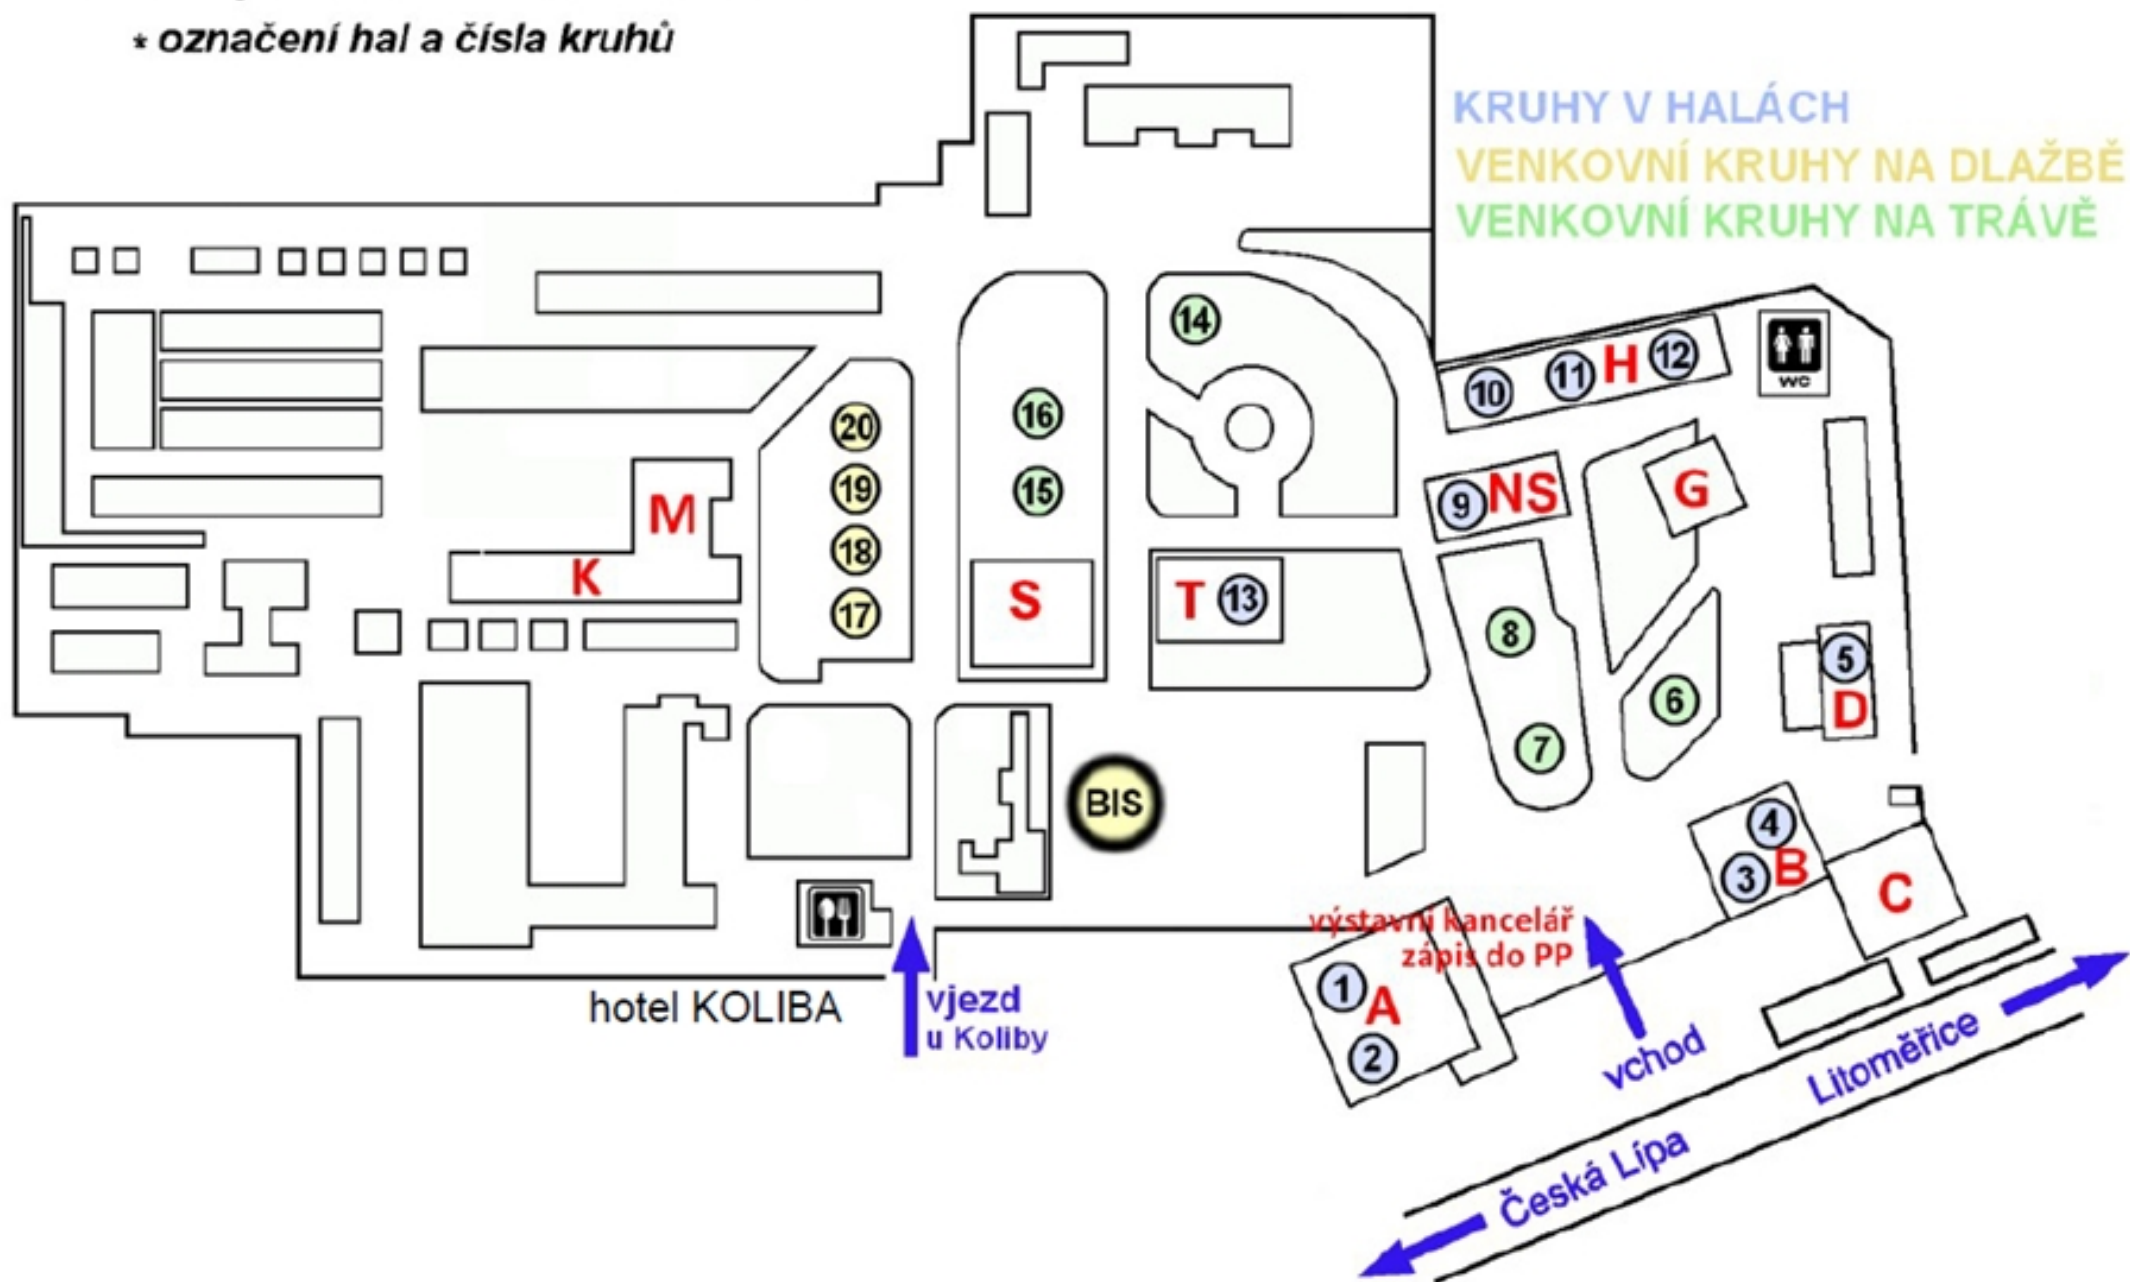 * označení hal a čísla kruhů
KRUHY V HALÁCH
VENKOVNÍ KRUHY NA DLAŽBĚ
VENKOVNÍ KRUHY NA TRÁVĚ
14
10
11
H
12
WC
20
16
19
15
9
NS
G
M
18
K
17
S
T
13
8
5
6
D
7
BIS
4
3
B
C
výstavní kancelář
zápis do PP
1
A
2
hotel KOLIBA
vjezd
u Koliby
vchod
Litoměřice
Česká Lípa